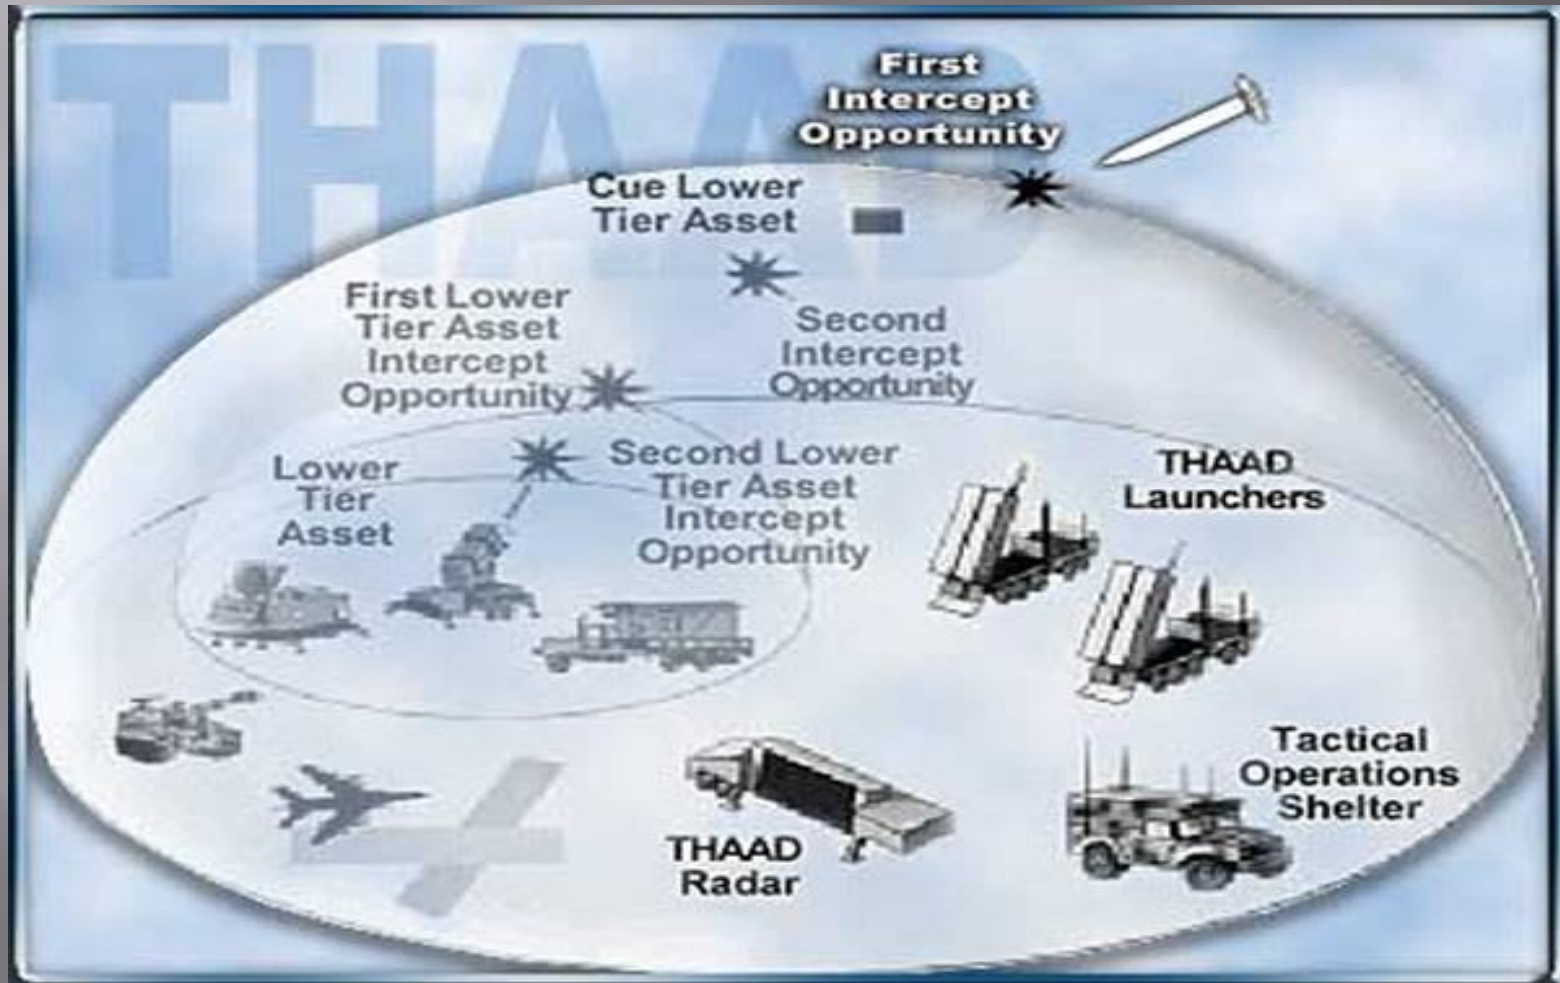 THAAD
First
Intercept
Opportunity
Cue Lower
Tier Asset
First Lower
Tier Asset
Intercept
Opportunity
Second
Intercept
Opportunity
Lower
Tier
Asset
Second Lower
Tier Asset
Intercept
Opportunity
THAAD
Launchers
Tactical
Operations
Shelter
THAAD
Radar